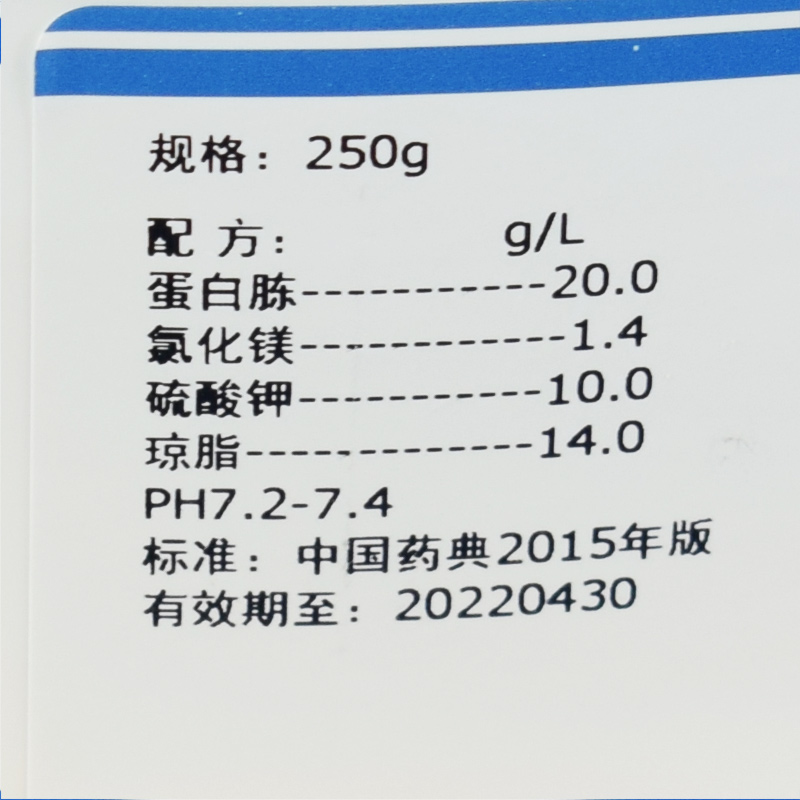 规格：250g
配 方： g/L
蛋白胨-----------20.0
氯化镁------------1.4
硫酸钾-----------10.0
琼脂-------------14.0
PH7.2-7.4
标准：中国药典2015年版
有效期至：20220430